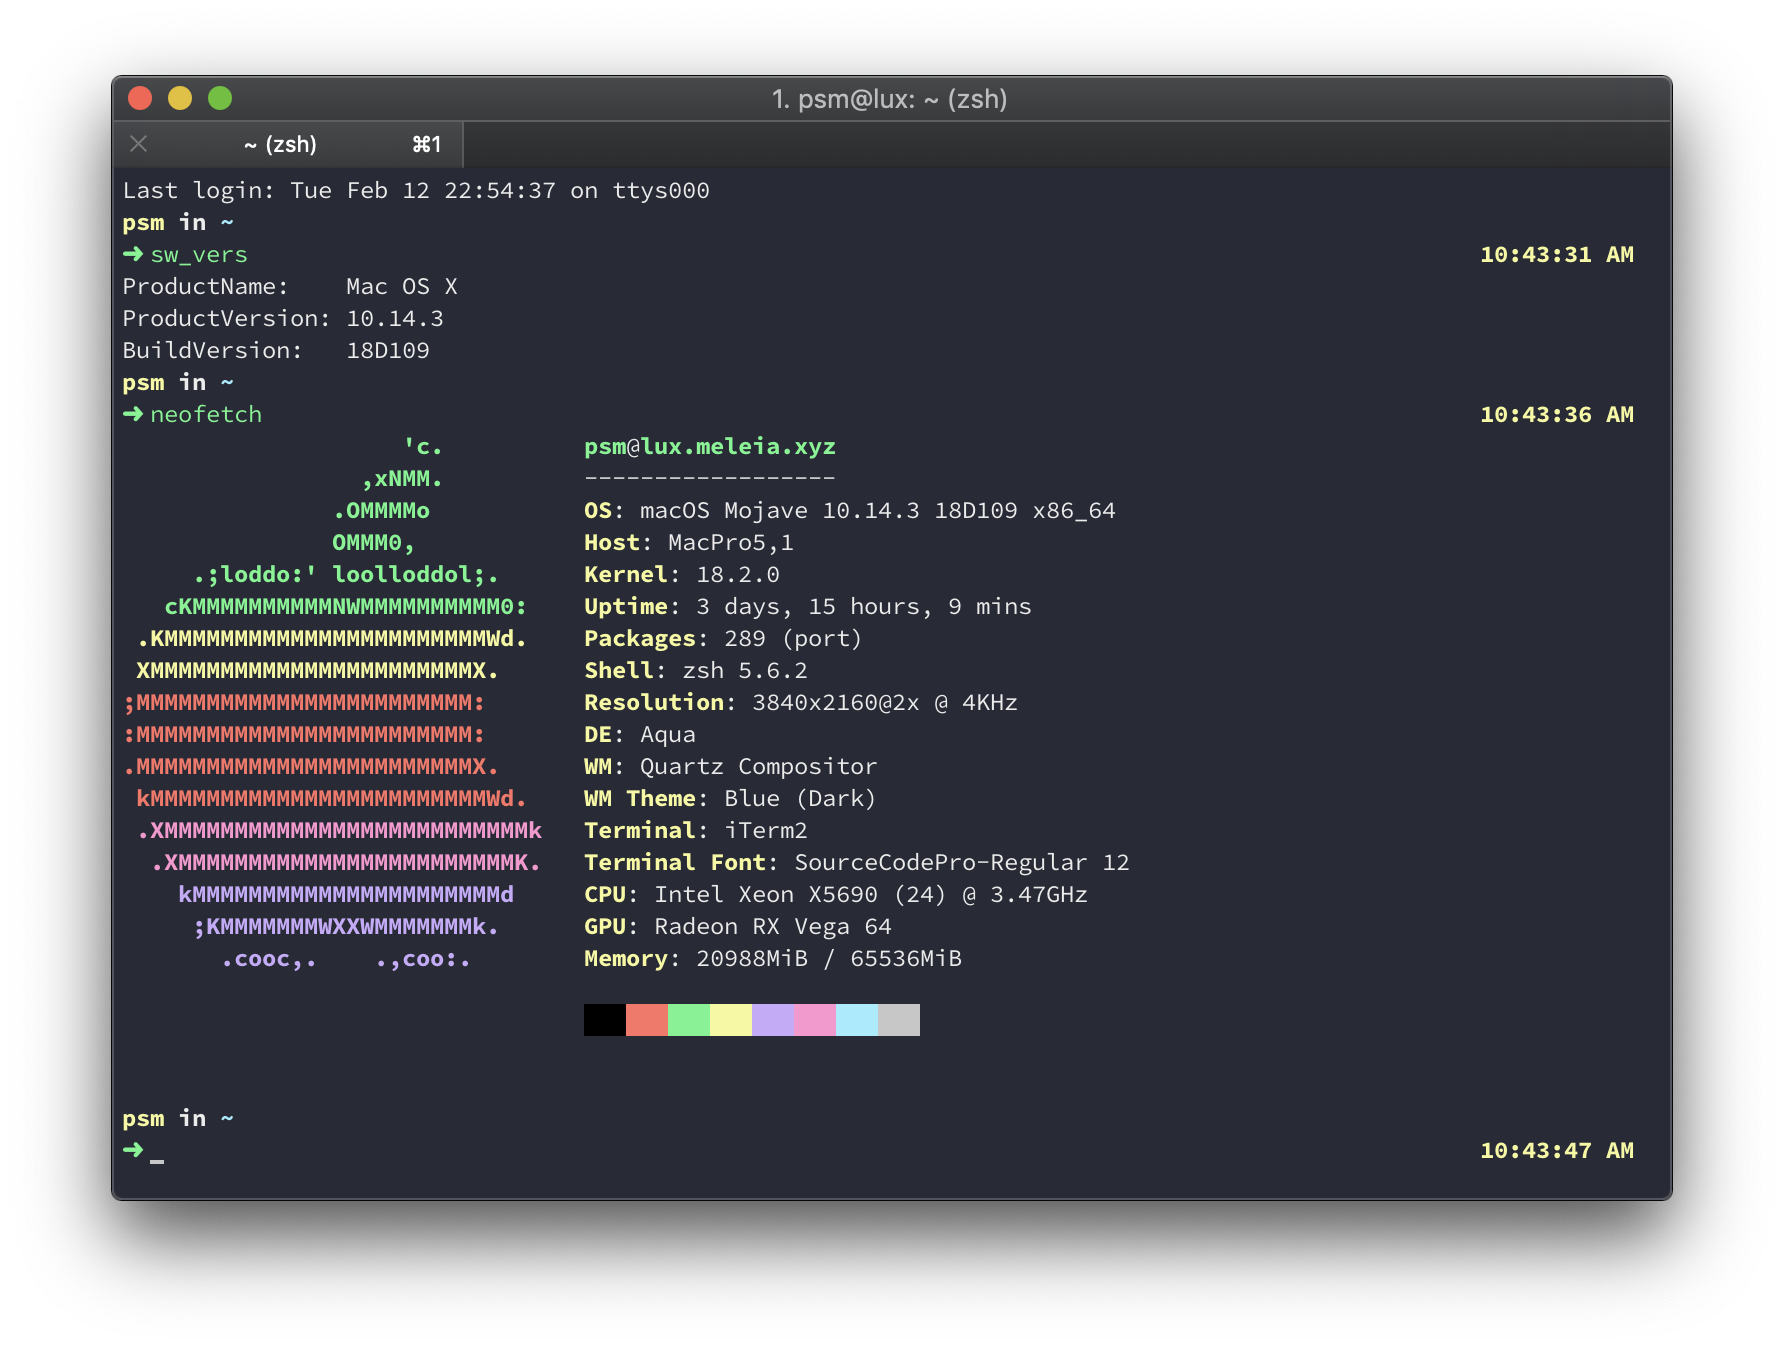 1. psm@lux: ~ (zsh)
~ (zsh) ⌘1
Last login: Tue Feb 12 22:54:37 on ttys000
psm in ~
➜ sw_vers 10:43:31 AM
ProductName: Mac OS X
ProductVersion: 10.14.3
BuildVersion: 18D109
psm in ~
➜ neofetch 10:43:36 AM
'c. psm@lux.meleia.xyz
,xNMM. ------------------
.OMMMMo OS: macOS Mojave 10.14.3 18D109 x86_64
OMMM0, Host: MacPro5,1
.;loddo:' loolloddol;. Kernel: 18.2.0
cKMMMMMMMMMMNWMMMMMMMMMM0: Uptime: 3 days, 15 hours, 9 mins
.KMMMMMMMMMMMMMMMMMMMMMMMWd. Packages: 289 (port)
XMMMMMMMMMMMMMMMMMMMMMMMX. Shell: zsh 5.6.2
;MMMMMMMMMMMMMMMMMMMMMMMM: Resolution: 3840x2160@2x @ 4KHz
:MMMMMMMMMMMMMMMMMMMMMMMM: DE: Aqua
.MMMMMMMMMMMMMMMMMMMMMMMMX. WM: Quartz Compositor
kMMMMMMMMMMMMMMMMMMMMMMMMWd. WM Theme: Blue (Dark)
.XMMMMMMMMMMMMMMMMMMMMMMMMMMk Terminal: iTerm2
.XMMMMMMMMMMMMMMMMMMMMMMMMK. Terminal Font: SourceCodePro-Regular 12
kMMMMMMMMMMMMMMMMMMMMMMd CPU: Intel Xeon X5690 (24) @ 3.47GHz
;KMMMMMMMWXXWMMMMMMMk. GPU: Radeon RX Vega 64
.cooc,. .,coo:. Memory: 20988MiB / 65536MiB
psm in ~
➜ _ 10:43:47 AM